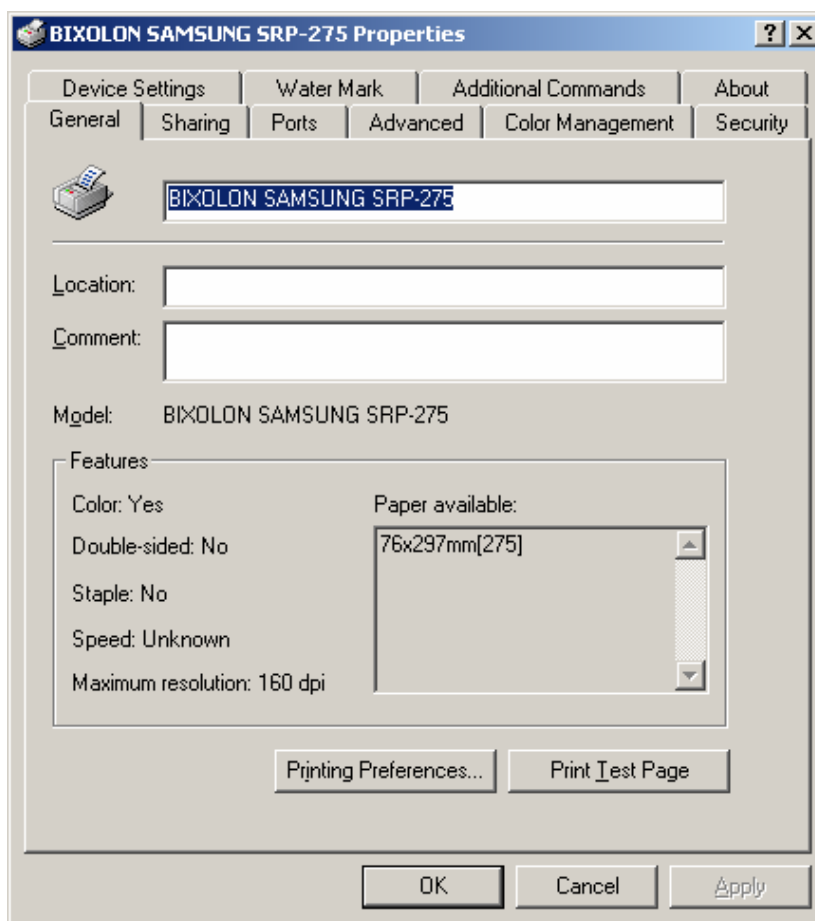 BIXOLON SAMSUNG SRP-275 Properties
Device Settings Water Mark Additional Commands About
General Sharing Ports Advanced Color Management Security
BIXOLON SAMSUNG SRP-275
Location:
Comment:
Model: BIXOLON SAMSUNG SRP-275
Features
Color: Yes Paper available:
Double-sided: No 76x297mm[275]
Staple: No
Speed: Unknown
Maximum resolution: 160 dpi
Printing Preferences... Print Test Page
OK Cancel Apply